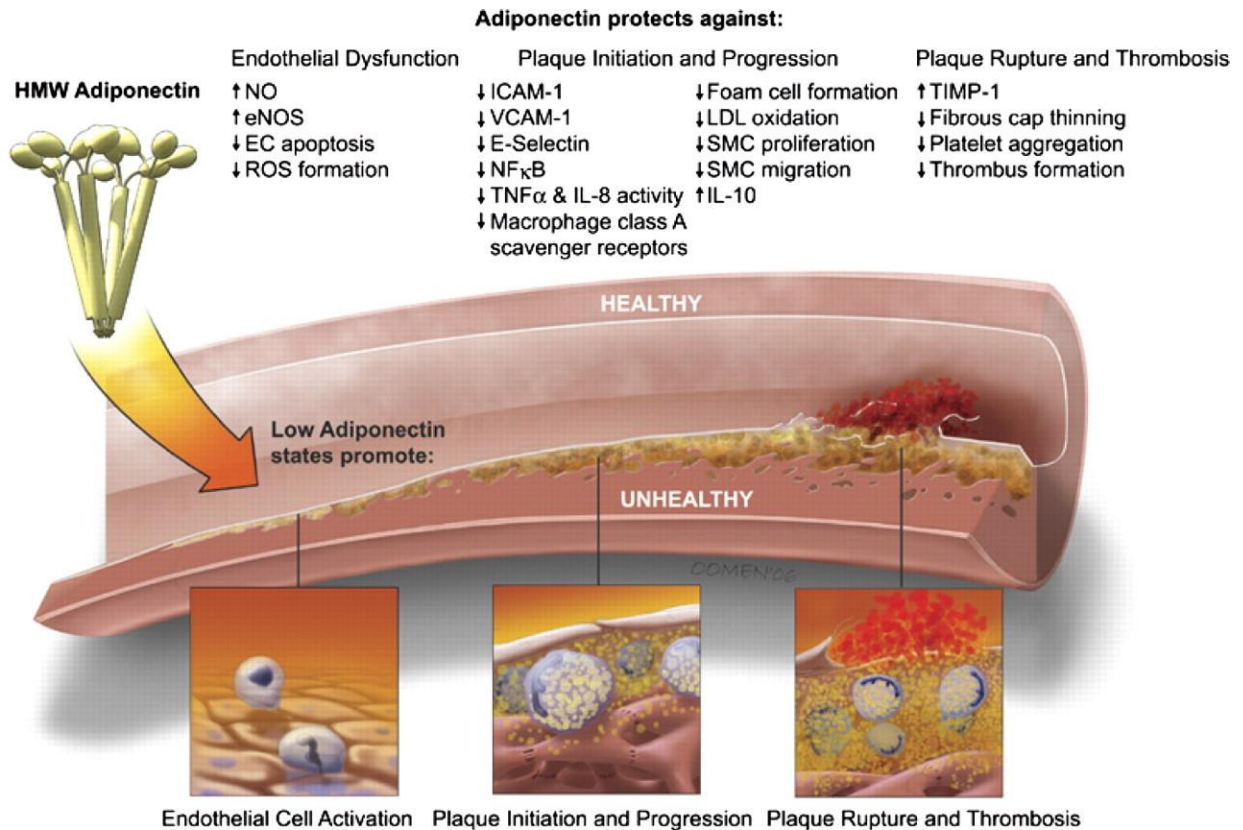 Adiponectin protects against:
HMW Adiponectin
Endothelial Dysfunction
↑NO
↑eNOS
↓EC apoptosis
↓ROS formation
Plaque Initiation and Progression
↓ICAM-1
↓VCAM-1
↓E-Selectin
↓NFκB
↓TNFα & IL-8 activity
↓Macrophage class A
scavenger receptors
↓Foam cell formation
↓LDL oxidation
↓SMC proliferation
↓SMC migration
↑IL-10
Plaque Rupture and Thrombosis
↑TIMP-1
↓Fibrous cap thinning
↓Platelet aggregation
↓Thrombus formation
HEALTHY
Low Adiponectin
states promote:
UNHEALTHY
OOMEN'06
Endothelial Cell Activation
Plaque Initiation and Progression
Plaque Rupture and Thrombosis